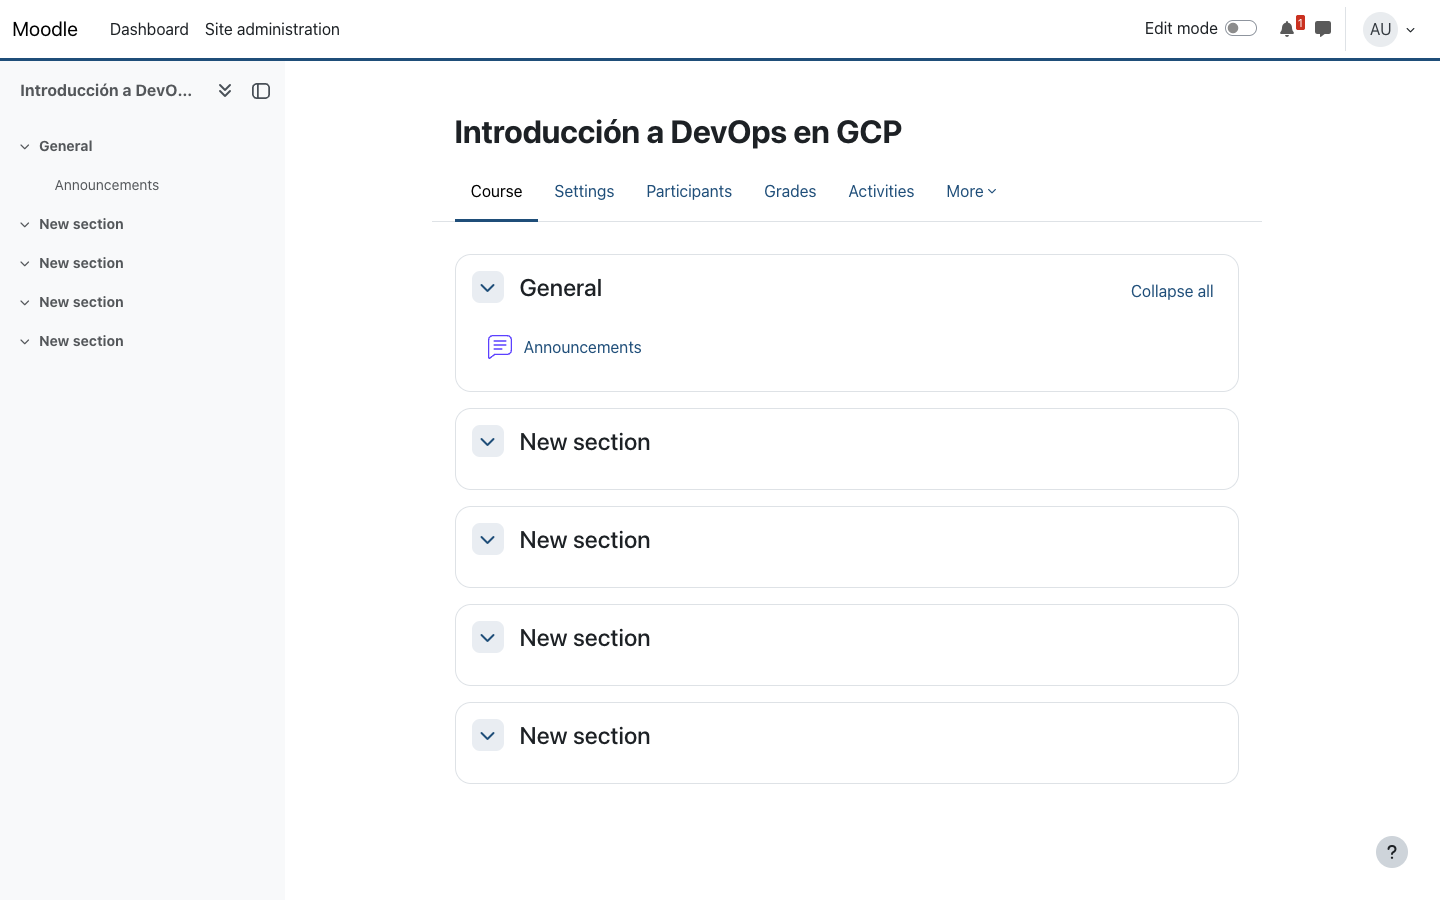 Moodle
Dashboard
Site administration
Edit mode
1
AU
Introducción a DevO...
General
Announcements
New section
New section
New section
New section
Introducción a DevOps en GCP
Course
Settings
Participants
Grades
Activities
More
General
Collapse all
Announcements
New section
New section
New section
New section
?